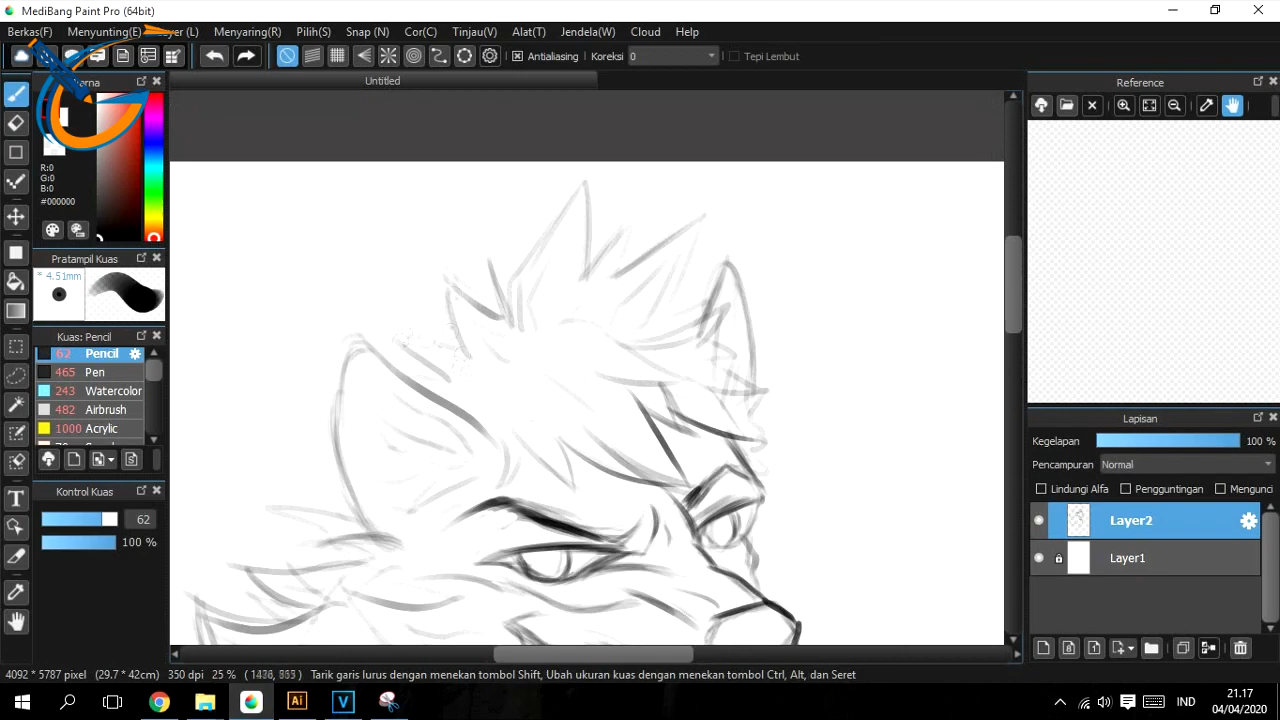 MediBang Paint Pro (64bit)
Berkas(F) Menyunting(E) Layer (L) Menyaring(R) Pilih(S) Snap (N) Cor(C) Tinjau(V) Alat(T) Jendela(W) Cloud Help
Antialiasing Koreksi 0 Tepi Lembut
Untitled
Reference
R:0
G:0
B:0
#000000
Pratampil Kuas
* 4.51mm
Kuas: Pencil
62 Pencil
465 Pen
243 Watercolor
482 Airbrush
1000 Acrylic
Kontrol Kuas
62
100 %
Lapisan
Kegelapan 100 %
Pencampuran Normal
Lindungi Alfa Pengguntingan Mengunci
Layer2
Layer1
4092 * 5787 pixel (29.7 * 42cm) 350 dpi 25 % Tarik garis lurus dengan menekan tombol Shift, Ubah ukuran kuas dengan menekan tombol Ctrl, Alt, dan Seret
IND
21.17
04/04/2020